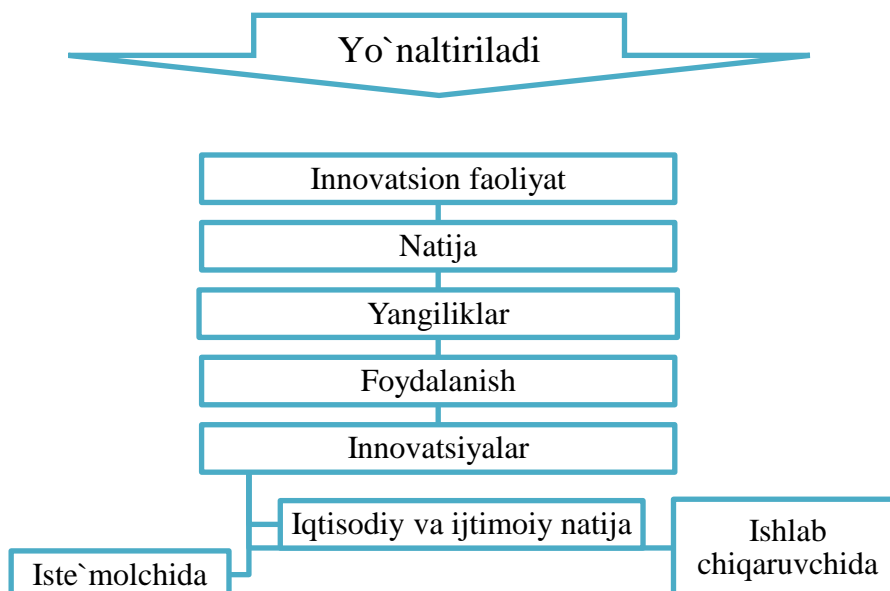 Yo`naltiriladi
Innovatsion faoliyat
Natija
Yangiliklar
Foydalanish
Innovatsiyalar
Iqtisodiy va ijtimoiy natija
Ishlab
chiqaruvchida
Iste`molchida